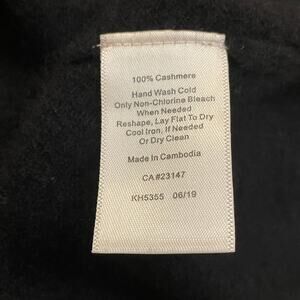 100% Cashmere
Hand Wash Cold
Only Non-Chlorine Bleach
When Needed
Reshape, Lay Flat To Dry
Cool Iron, If Needed
Or Dry Clean
Made In Cambodia
CA#23147
KH5355 06/19